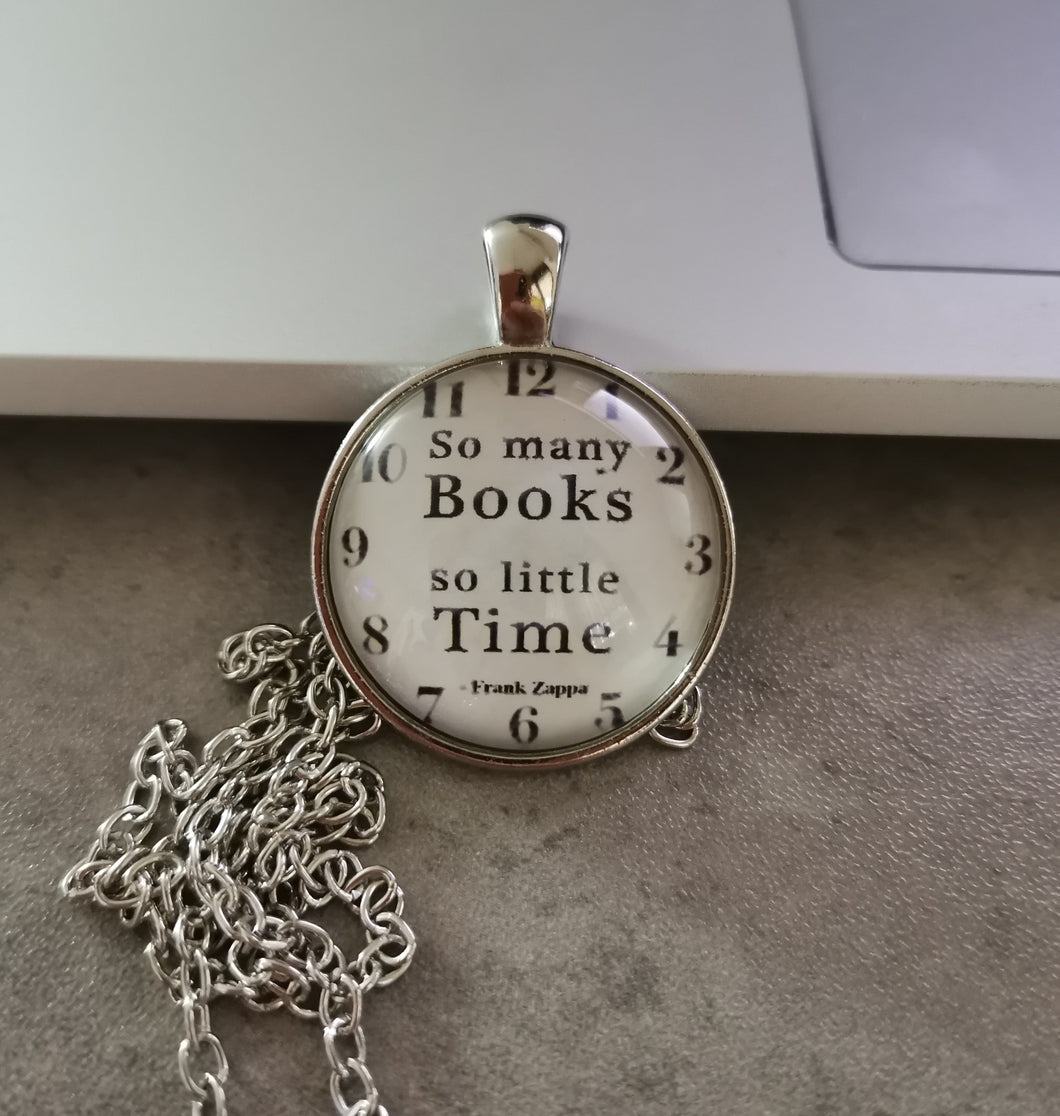 12
11 1
So many
10 2
Books
9 3
so little
Time
8 4
- Frank Zappa
7 5
6